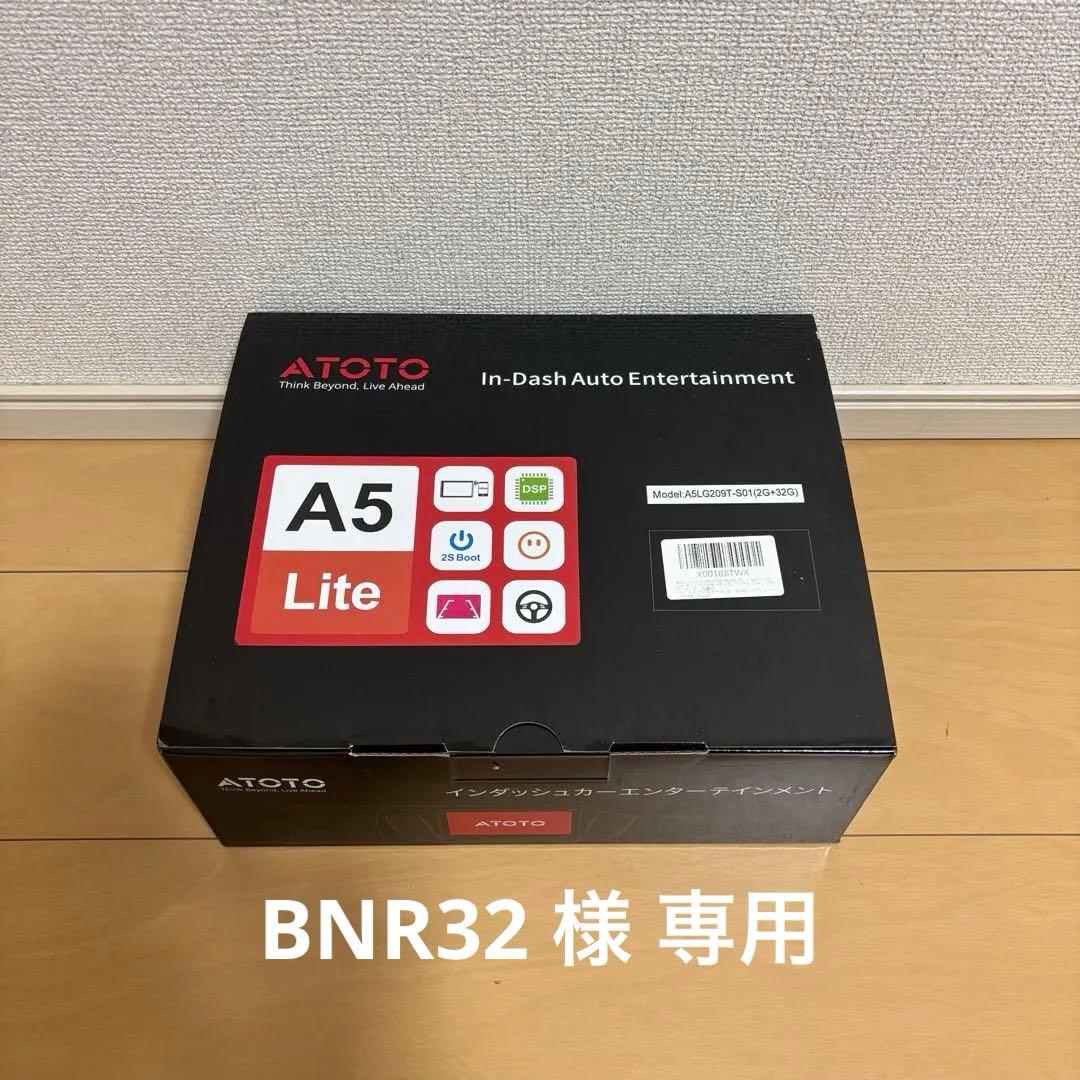 ATOTO
Think Beyond, Live Ahead
In-Dash Auto Entertainment
A5
Lite
DSP
2S Boot
Model:A5LG209T-S01(2G+32G)
ATOTO
Think Beyond, Live Ahead
インダッシュカーエンターテインメント
ATOTO
BNR32 様 専用